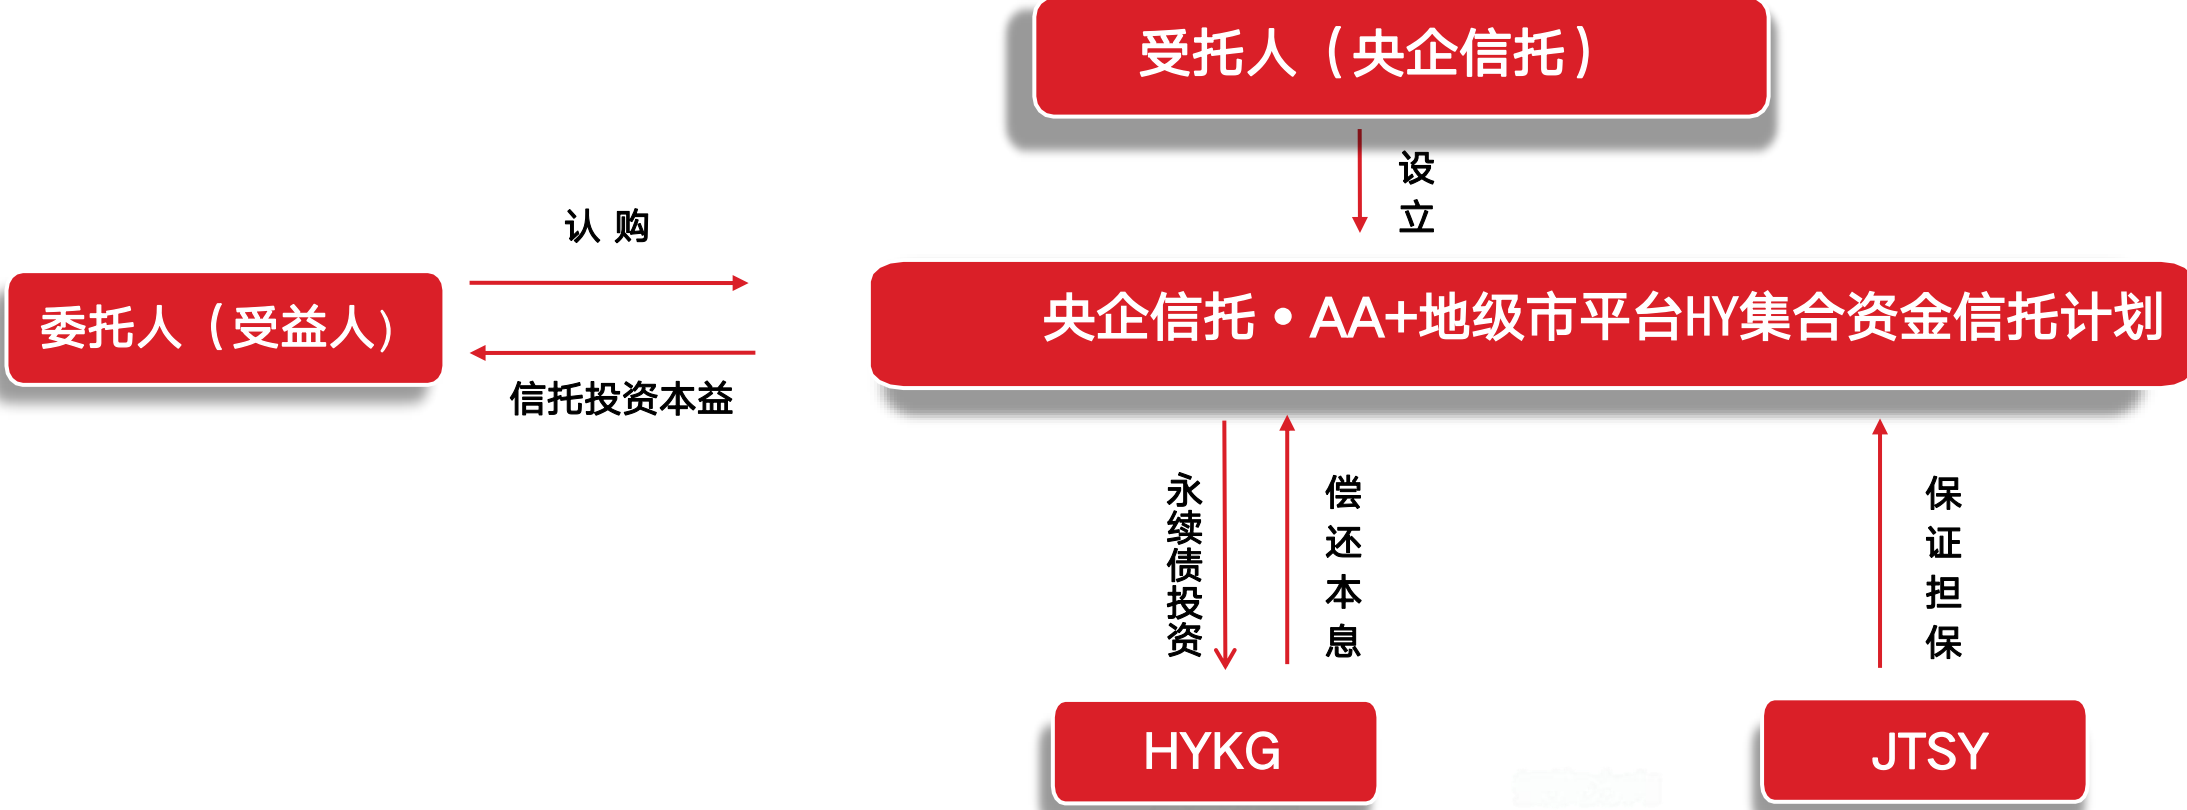 受托人（央企信托）
设
立
认 购
委托人（受益人）
央企信托•AA+地级市平台HY集合资金信托计划
信托投资本益
永
续
债
投
资
偿
还
本
息
保
证
担
保
HYKG
JTSY